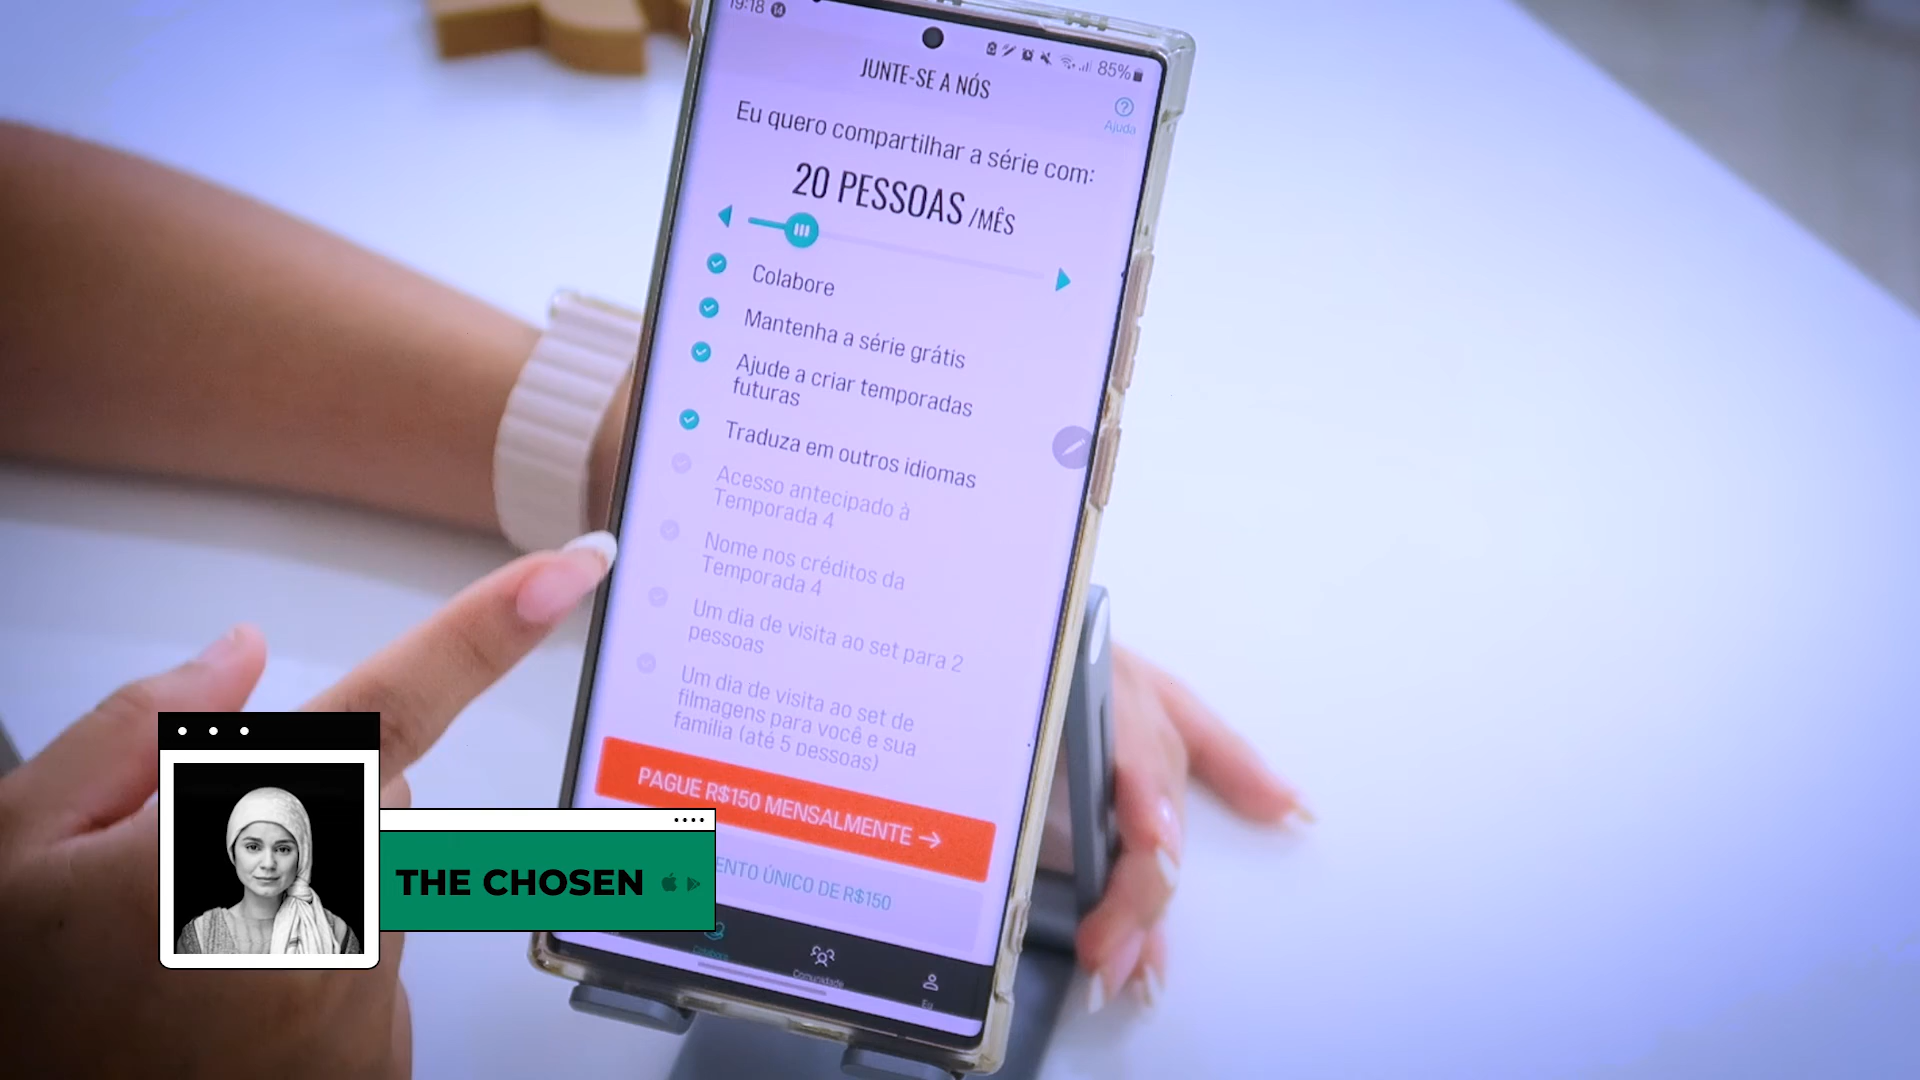 19:18
85%
JUNTE-SE A NÓS
Ajuda
Eu quero compartilhar a série com:
20 PESSOAS /MÊS
Colabore
Mantenha a série grátis
Ajude a criar temporadas
futuras
Traduza em outros idiomas
Acesso antecipado à
Temporada 4
Nome nos créditos da
Temporada 4
Um dia de visita ao set para 2
pessoas
Um dia de visita ao set de
filmagens para você e sua
família (até 5 pessoas)
PAGUE R$150 MENSALMENTE →
ENTO ÚNICO DE R$150
Colabore
Comunidade
Eu
THE CHOSEN